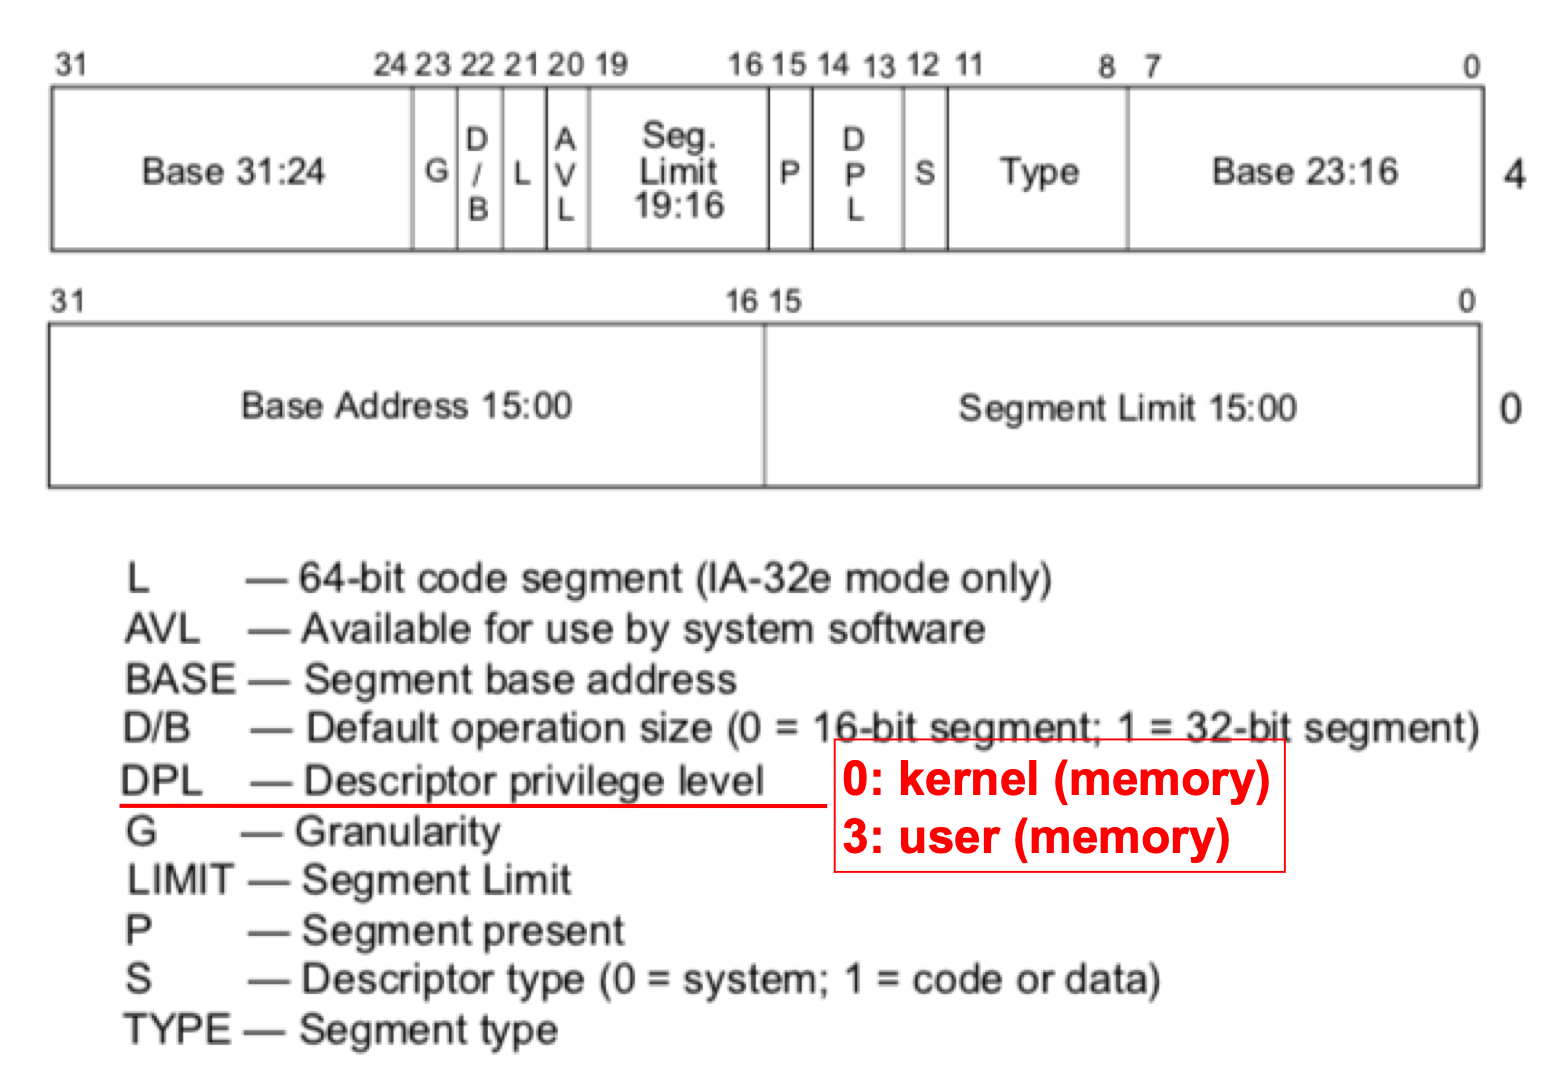 31 24 23 22 21 20 19 16 15 14 13 12 11 8 7 0
Base 31:24 G D/B L AVL Seg. Limit 19:16 P DPL S Type Base 23:16 4
31 16 15 0
Base Address 15:00 Segment Limit 15:00 0
L — 64-bit code segment (IA-32e mode only)
AVL — Available for use by system software
BASE — Segment base address
D/B — Default operation size (0 = 16-bit segment; 1 = 32-bit segment)
DPL — Descriptor privilege level 0: kernel (memory)
3: user (memory)
G — Granularity
LIMIT — Segment Limit
P — Segment present
S — Descriptor type (0 = system; 1 = code or data)
TYPE — Segment type